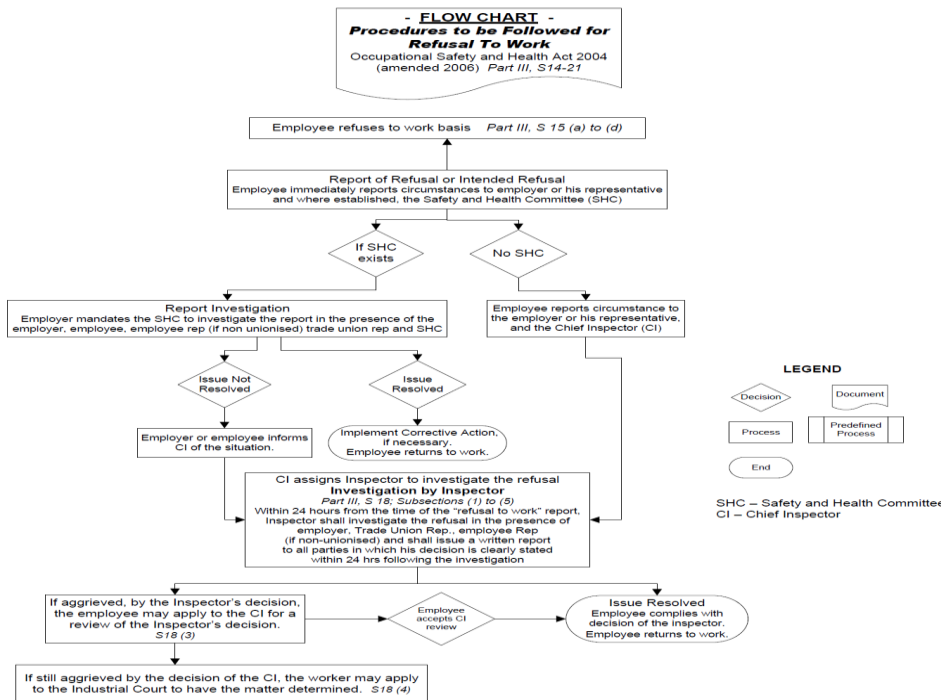 - FLOW CHART -
Procedures to be Followed for
Refusal To Work
Occupational Safety and Health Act 2004
(amended 2006) Part III, S14-21
Employee refuses to work basis Part III, S 15 (a) to (d)
Report of Refusal or Intended Refusal
Employee immediately reports circumstances to employer or his representative
and where established, the Safety and Health Committee (SHC)
If SHC
exists
No SHC
Report Investigation
Employer mandates the SHC to investigate the report in the presence of the
employer, employee, employee rep (if non unionised) trade union rep and SHC
Employee reports circumstance to
the employer or his representative,
and the Chief Inspector (CI)
Issue Not
Resolved
Issue
Resolved
Employer or employee informs
CI of the situation.
Implement Corrective Action,
if necessary.
Employee returns to work.
LEGEND
Decision
Document
Process
Predefined
Process
End
SHC – Safety and Health Committee
CI – Chief Inspector
CI assigns Inspector to investigate the refusal
Investigation by Inspector
Part III, S 18; Subsections (1) to (5)
Within 24 hours from the time of the “refusal to work” report,
Inspector shall investigate the refusal in the presence of
employer, Trade Union Rep., employee Rep
(if non-unionised) and shall issue a written report
to all parties in which his decision is clearly stated
within 24 hrs following the investigation
If aggrieved, by the Inspector’s decision,
the employee may apply to the CI for a
review of the Inspector’s decision.
S18 (3)
Employee
accepts CI
review
Issue Resolved
Employee complies with
decision of the inspector.
Employee returns to work.
If still aggrieved by the decision of the CI, the worker may apply
to the Industrial Court to have the matter determined. S18 (4)